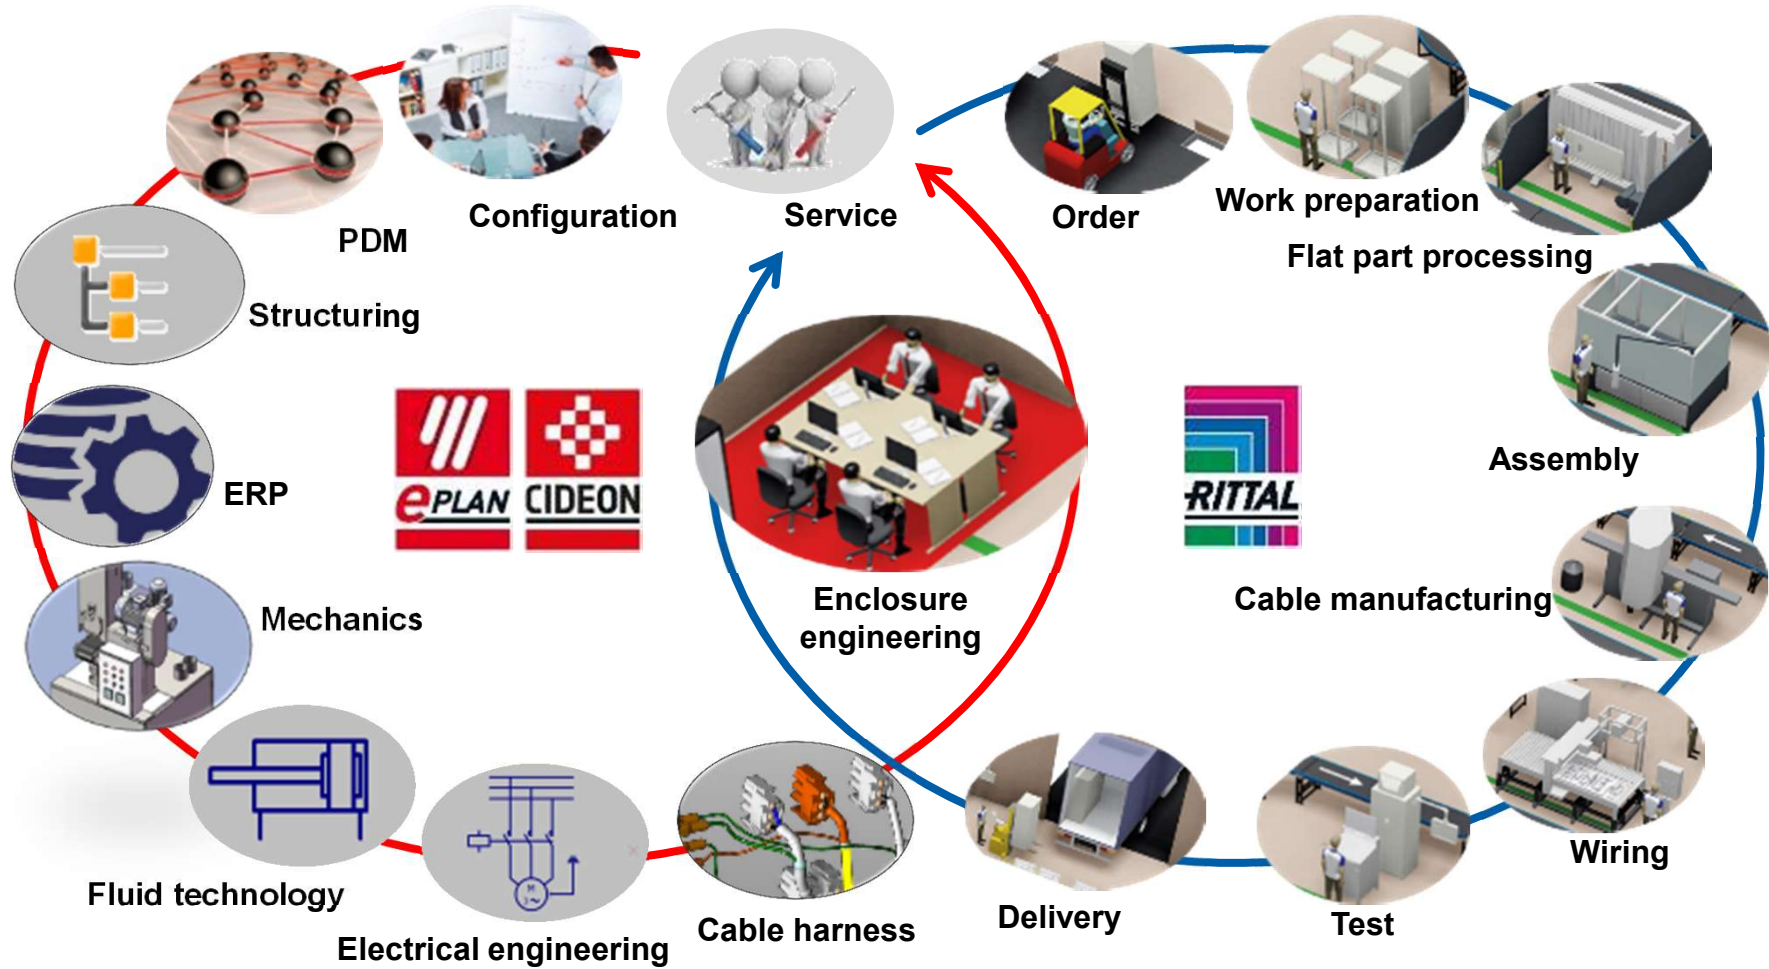 Configuration
Service
Order
Work preparation
PDM
Flat part processing
Structuring
ERP
Assembly
ePLAN
CIDEON
RITTAL
Mechanics
Enclosure
engineering
Cable manufacturing
M
3~
Fluid technology
Electrical engineering
Cable harness
Delivery
Test
Wiring